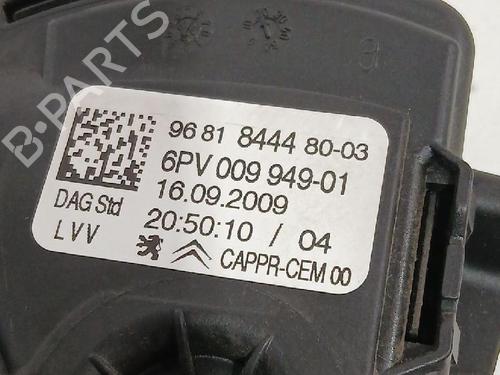 B-PARTS
96 81 8444 80-03
6PV 009 949-01
16.09.2009
DAG Std
20:50:10 / 04
LVV
CAPPR-CEM 00